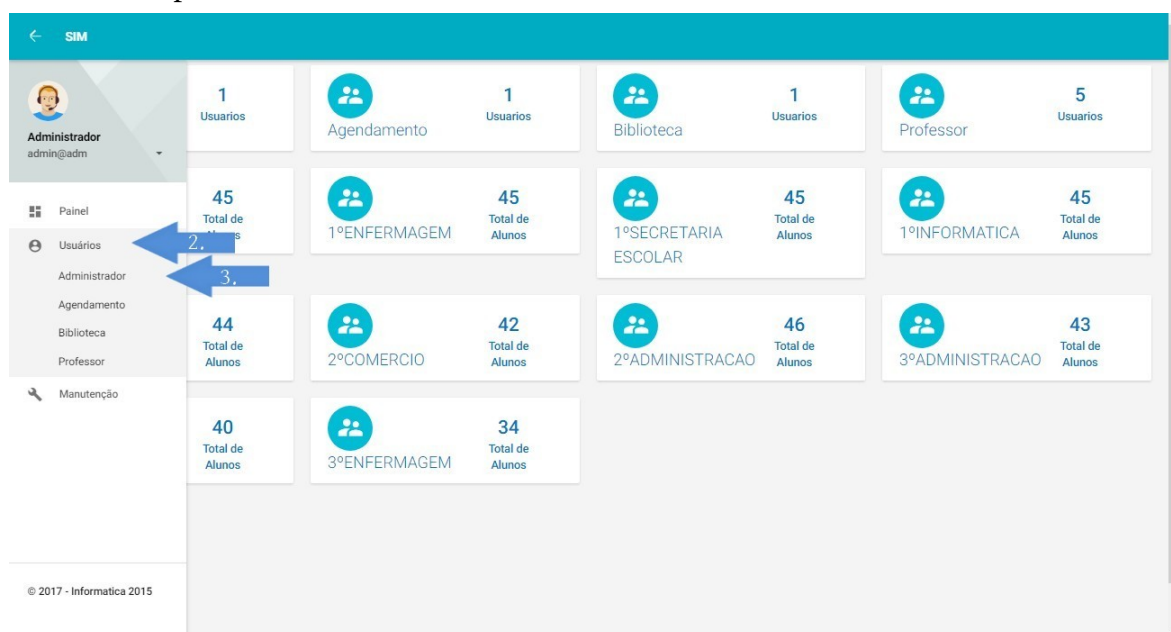 SIM
Administrador
admin@adm
Painel
Usuários
2.
Administrador
3.
Agendamento
Biblioteca
Professor
Manutenção
© 2017 - Informatica 2015
1
Usuarios
Agendamento
1
Usuarios
Biblioteca
1
Usuarios
Professor
5
Usuarios
45
Total de
1ºENFERMAGEM
45
Total de
Alunos
1ºSECRETARIA
ESCOLAR
45
Total de
Alunos
1ºINFORMATICA
45
Total de
Alunos
44
Total de
Alunos
2ºCOMERCIO
42
Total de
Alunos
2ºADMINISTRACAO
46
Total de
Alunos
3ºADMINISTRACAO
43
Total de
Alunos
40
Total de
Alunos
3ºENFERMAGEM
34
Total de
Alunos